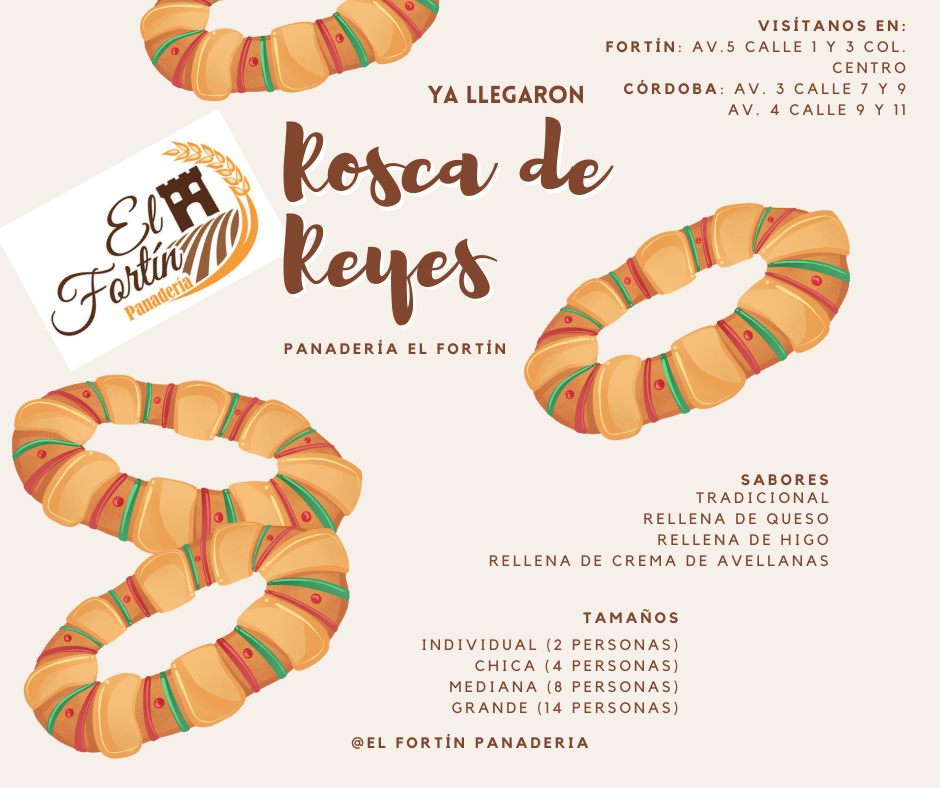 VISÍTANOS EN:
FORTÍN: AV.5 CALLE 1 Y 3 COL.
CENTRO
CÓRDOBA: AV. 3 CALLE 7 Y 9
AV. 4 CALLE 9 Y 11
YA LLEGARON
Rosca de
Reyes
El
Fortín
Panadería
PANADERÍA EL FORTÍN
SABORES
TRADICIONAL
RELLENA DE QUESO
RELLENA DE HIGO
RELLENA DE CREMA DE AVELLANAS
TAMAÑOS
INDIVIDUAL (2 PERSONAS)
CHICA (4 PERSONAS)
MEDIANA (8 PERSONAS)
GRANDE (14 PERSONAS)
@EL FORTÍN PANADERIA